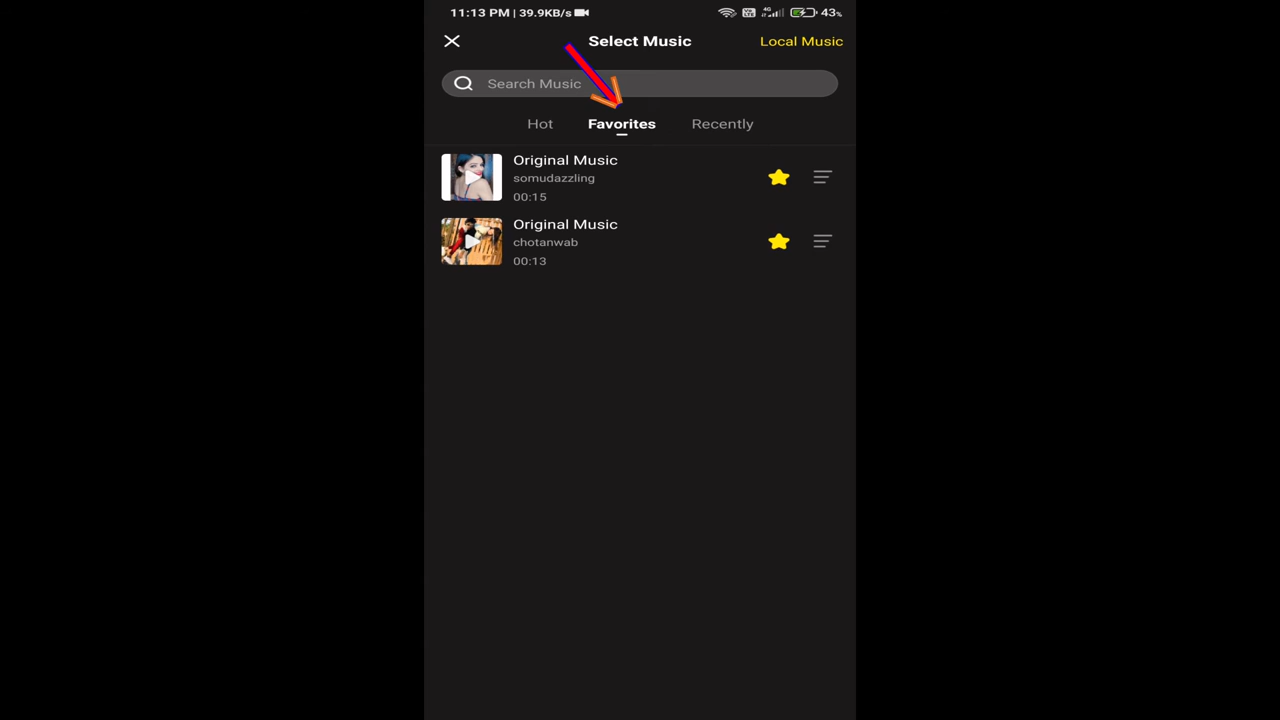 11:13 PM | 39.9KB/s 4G 43%
Select Music Local Music
Search Music
Hot Favorites Recently
Original Music
somudazzling
00:15
Original Music
chotanwab
00:13